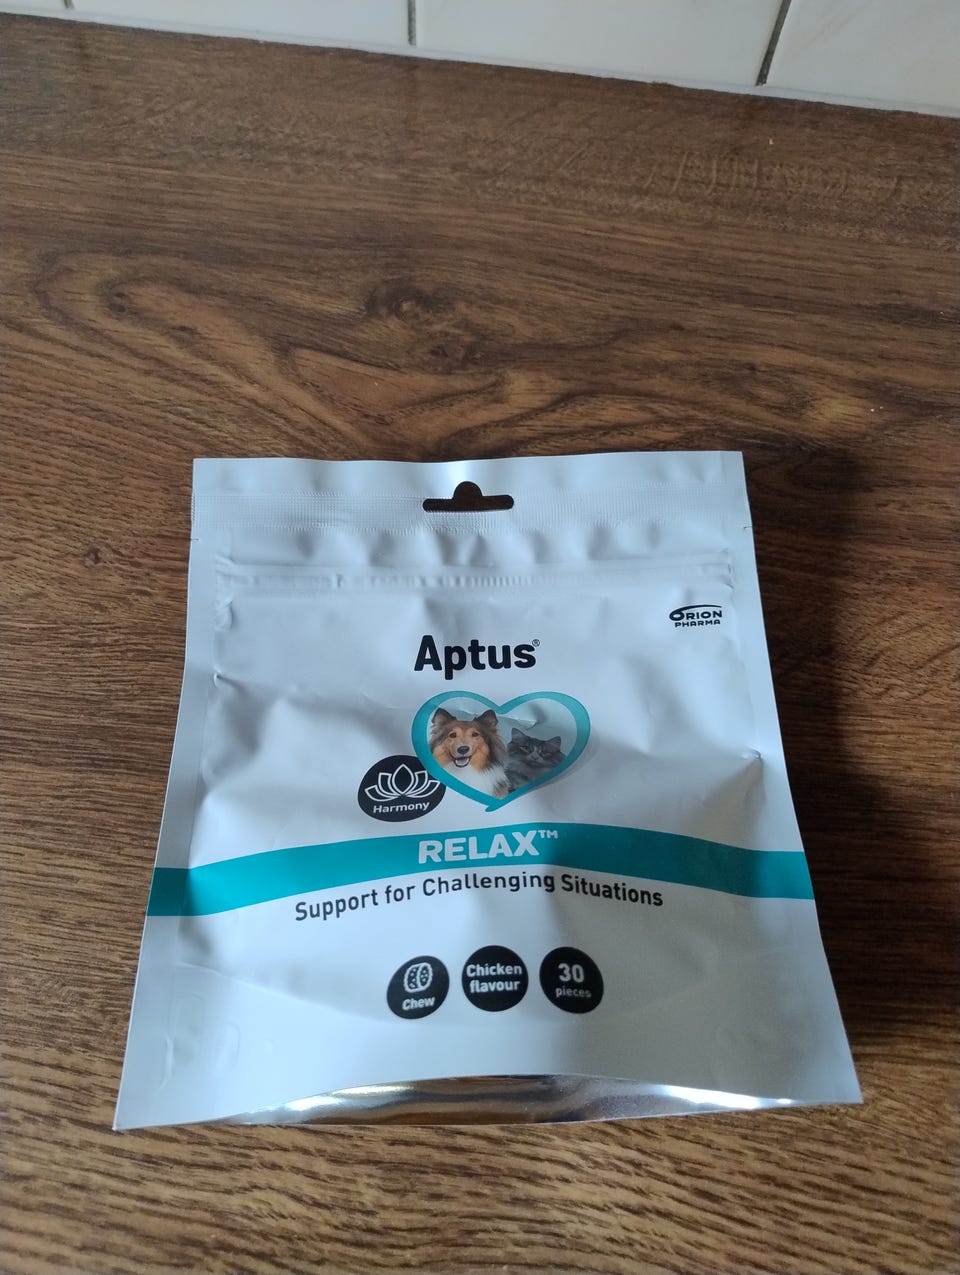 ORION
PHARMA
Aptus®
Harmony
RELAX™
Support for Challenging Situations
Chew
Chicken
flavour
30
pieces